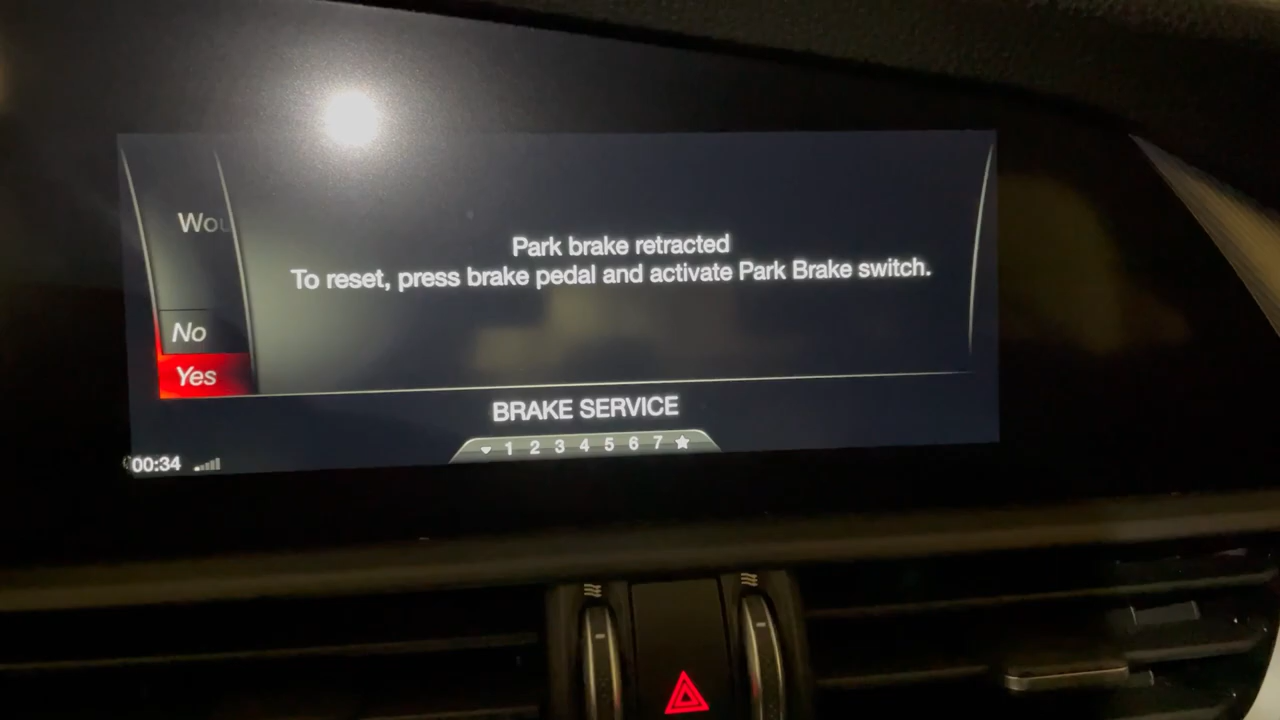 Park brake retracted
To reset, press brake pedal and activate Park Brake switch.
No
Yes
BRAKE SERVICE
1 2 3 4 5 6 7
00:34